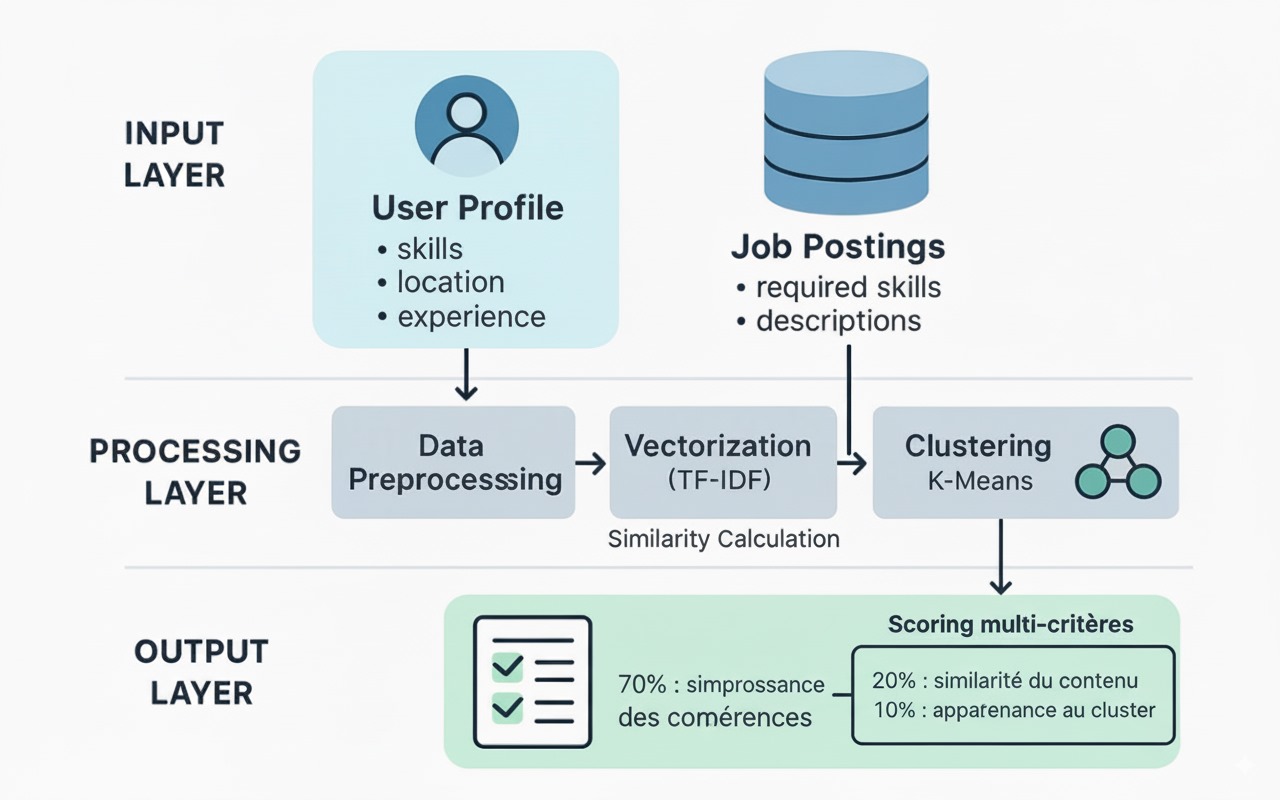 INPUT
LAYER
User Profile
• skills
• location
• experience
Job Postings
• required skills
• descriptions
PROCESSING
LAYER
Data
Preprocessing
Vectorization
(TF-IDF)
Similarity Calculation
Clustering
K-Means
OUTPUT
LAYER
70% : simprossance
des comérences
Scoring multi-critères
20% : similarité du contenu
10% : appafenance au cluster